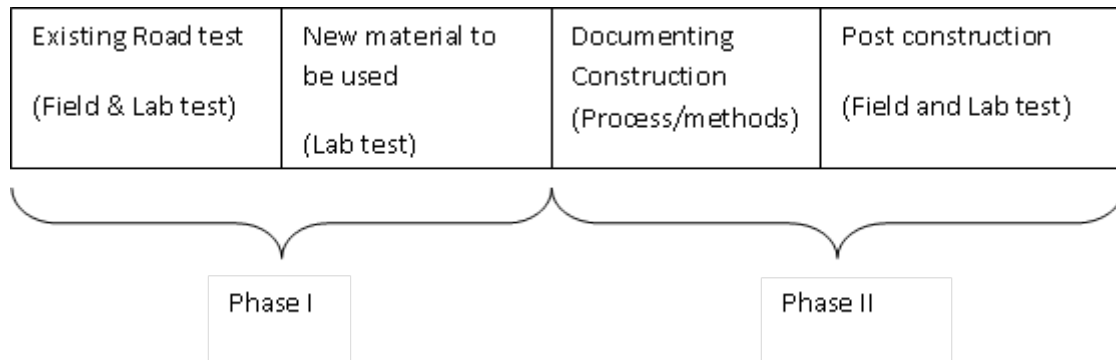 Existing Road test
(Field & Lab test)
New material to
be used
(Lab test)
Documenting
Construction
(Process/methods)
Post construction
(Field and Lab test)
Phase I
Phase II